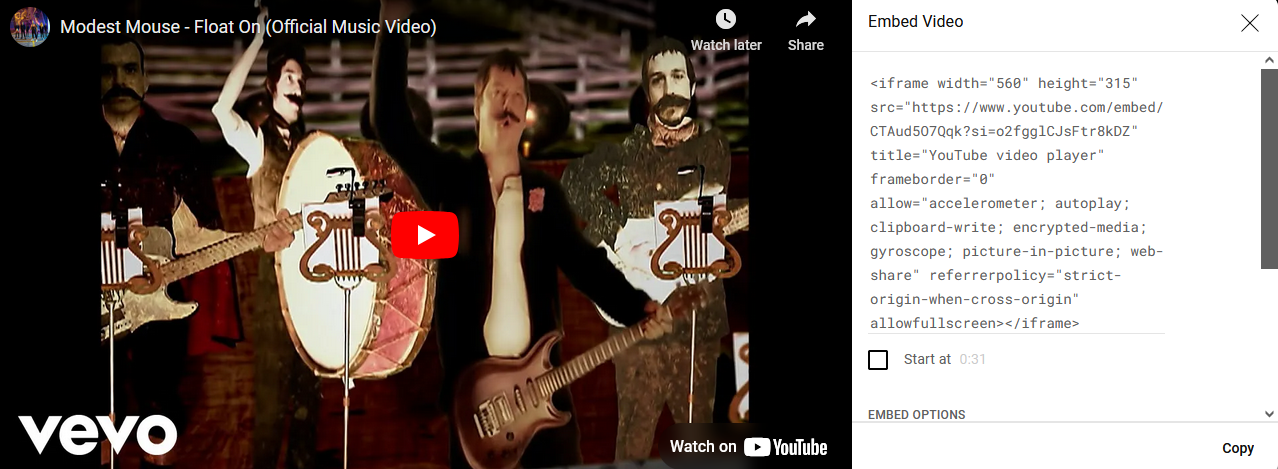 Modest Mouse - Float On (Official Music Video)
Watch later
Share
vevo
Watch on YouTube
Embed Video
<iframe width="560" height="315"
src="https://www.youtube.com/embed/
CTAud5O7Qqk?si=o2fgglCJsFtr8kDZ"
title="YouTube video player"
frameborder="0"
allow="accelerometer; autoplay;
clipboard-write; encrypted-media;
gyroscope; picture-in-picture; web-
share" referrerpolicy="strict-
origin-when-cross-origin"
allowfullscreen></iframe>
Start at 0:31
EMBED OPTIONS
Copy